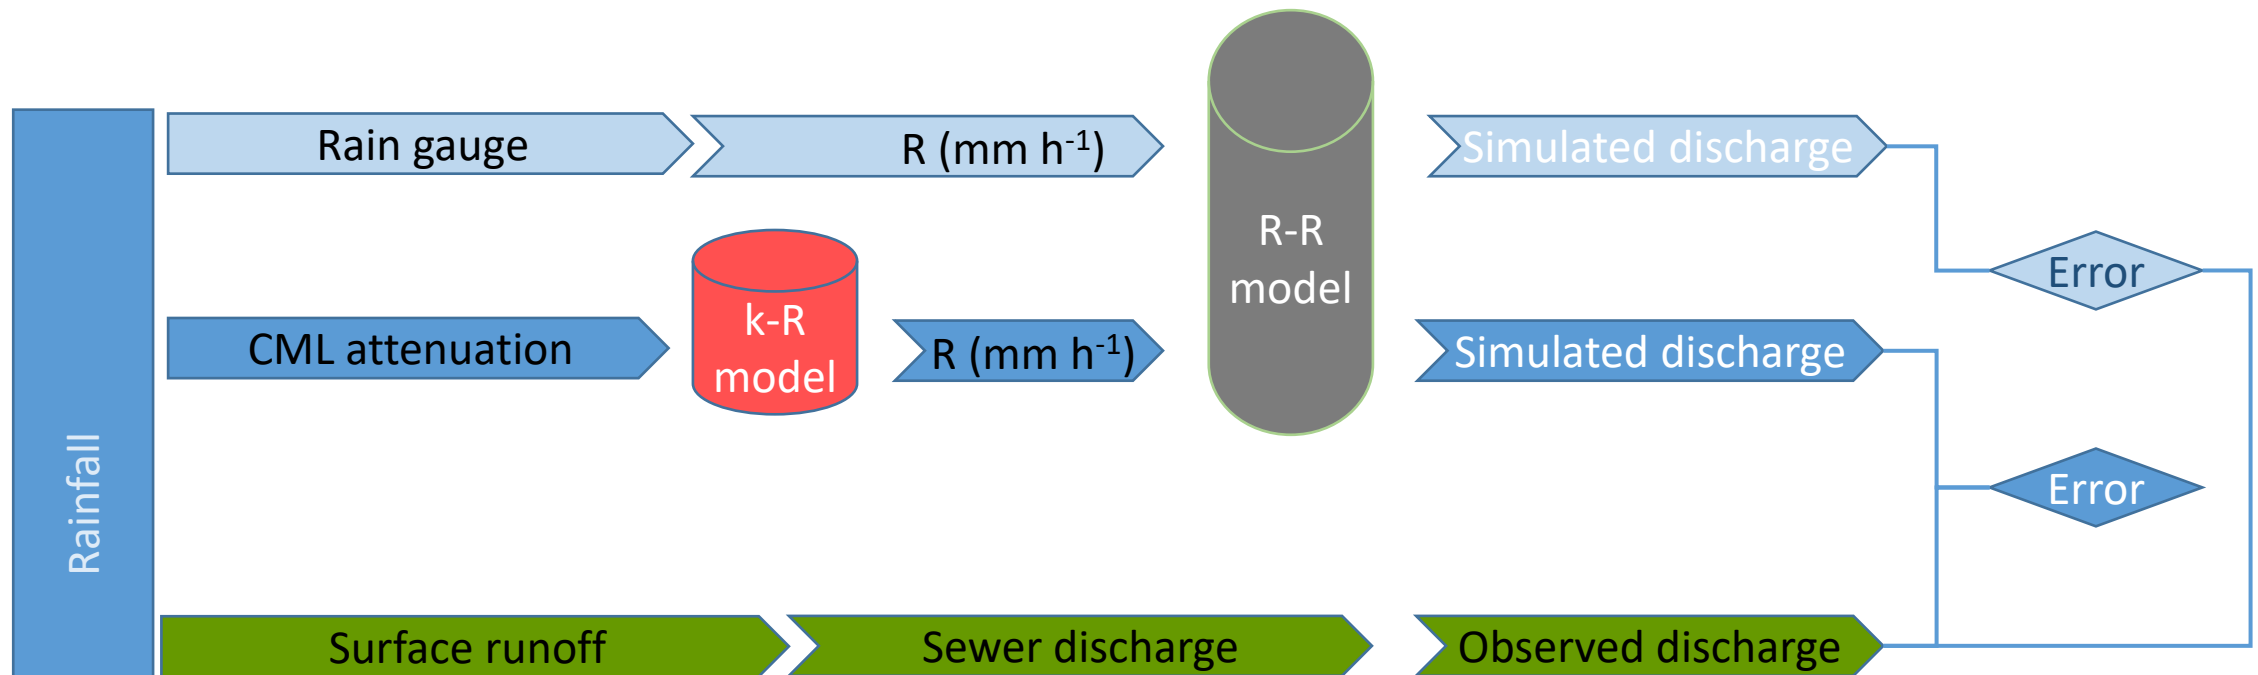 Rainfall
Rain gauge
R (mm h⁻¹)
Simulated discharge
R-R
model
Error
CML attenuation
k-R
model
R (mm h⁻¹)
Simulated discharge
Error
Surface runoff
Sewer discharge
Observed discharge